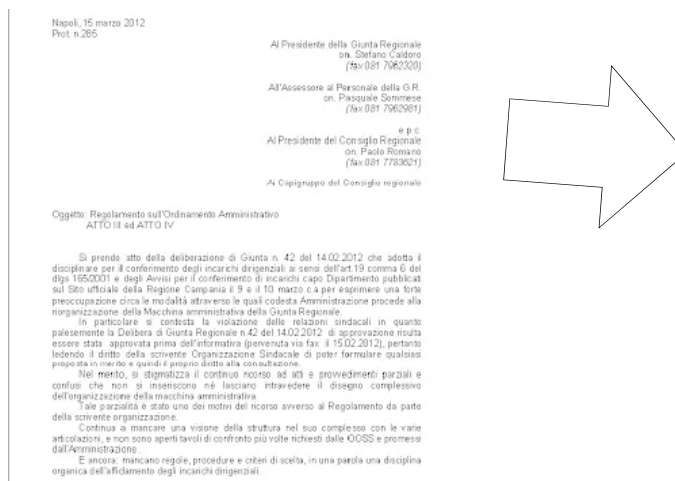 Napoli, 15 marzo 2012
Prot. n.285
Al Presidente della Giunta Regionale
on. Stefano Caldoro
(fax 081 7962320)
All'Assessore al Personale della G.R.
on. Pasquale Sommese
(fax 081 7962981)
e p.c.
Al Presidente del Consiglio Regionale
on. Paolo Romano
(fax 081 7783621)
Ai Capigruppo del Consiglio regionale
Oggetto: Regolamento sull'Ordinamento Amministrativo
ATTO III ed ATTO IV
Si prende atto della deliberazione di Giunta n. 42 del 14.02.2012 che adotta il
disciplinare per il conferimento degli incarichi dirigenziali ai sensi dell'art.19 comma 6 del
dlgs 165/2001 e degli Avvisi per il conferimento di incarichi capo Dipartimento pubblicati
sul Sito ufficiale della Regione Campania il 9 e il 10 marzo c.a per esprimere una forte
preoccupazione circa le modalità attraverso le quali codesta Amministrazione procede alla
riorganizzazione della Macchina amministrativa della Giunta Regionale.
In particolare si contesta la violazione delle relazioni sindacali in quanto
palesemente la Delibera di Giunta Regionale n.42 del 14.02.2012 di approvazione risulta
essere stata approvata prima dell'informativa (pervenuta via fax il 15.02.2012), pertanto
ledendo il diritto della scrivente Organizzazione Sindacale di poter formulare qualsiasi
proposta in merito e quindi il proprio diritto alla consultazione.
Nel merito, si stigmatizza il continuo ricorso ad atti e provvedimenti parziali e
confusi che non si inseriscono né lasciano intravedere il disegno complessivo
dell'organizzazione della macchina amministrativa.
Tale parzialità è stato uno dei motivi del ricorso avverso al Regolamento da parte
della scrivente organizzazione.
Continua a mancare una visione della struttura nel suo complesso con le varie
articolazioni, e non sono aperti tavoli di confronto più volte richiesti dalle OOSS e promessi
dall'Amministrazione .
E ancora: mancano regole, procedure e criteri di scelta, in una parola una disciplina
organica dell'affidamento degli incarichi dirigenziali.